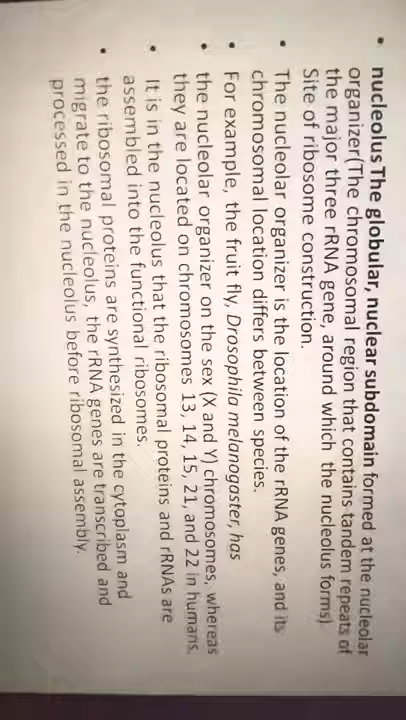 • nucleolus The globular, nuclear subdomain formed at the nucleolar
organizer(The chromosomal region that contains tandem repeats of
the major three rRNA gene, around which the nucleolus forms)
Site of ribosome construction.
• The nucleolar organizer is the location of the rRNA genes, and its
chromosomal location differs between species.
• For example, the fruit fly, Drosophila melanogaster, has
• the nucleolar organizer on the sex (X and Y) chromosomes, whereas
they are located on chromosomes 13, 14, 15, 21, and 22 in humans.
• It is in the nucleolus that the ribosomal proteins and rRNAs are
assembled into the functional ribosomes.
• the ribosomal proteins are synthesized in the cytoplasm and
migrate to the nucleolus, the rRNA genes are transcribed and
processed in the nucleolus before ribosomal assembly.